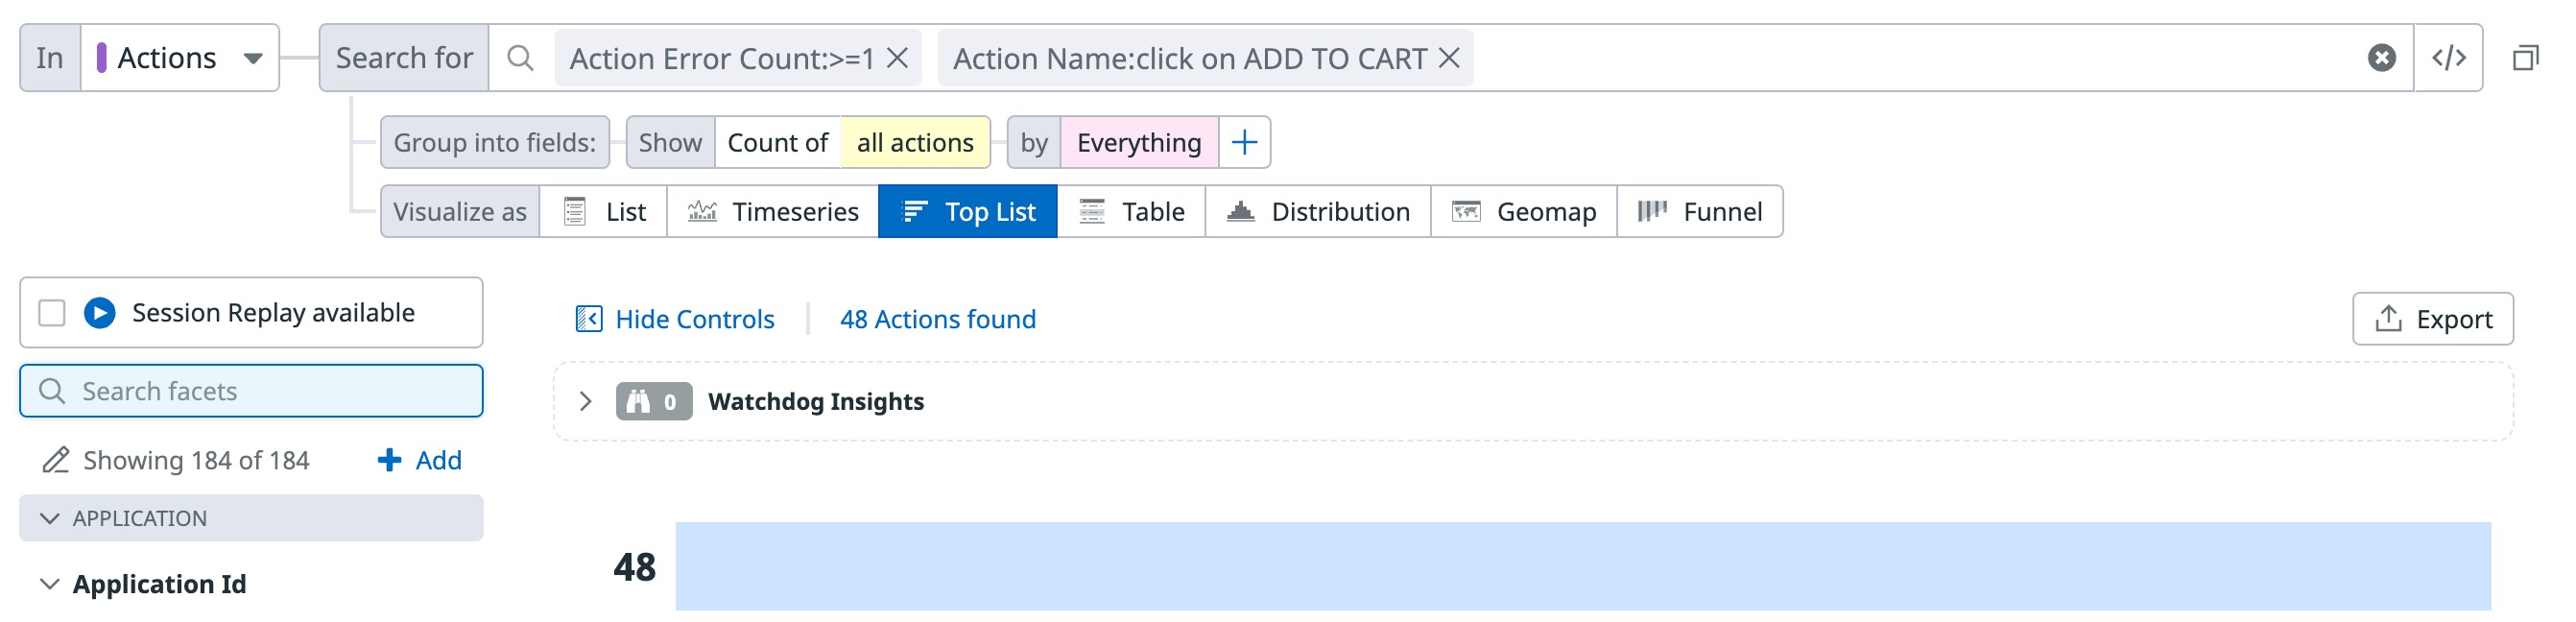 In Actions Search for Action Error Count:>=1 Action Name:click on ADD TO CART </>
Group into fields: Show Count of all actions by Everything
Visualize as List Timeseries Top List Table Distribution Geomap Funnel
Session Replay available
Hide Controls 48 Actions found Export
Search facets
0 Watchdog Insights
Showing 184 of 184 Add
APPLICATION
48
Application Id